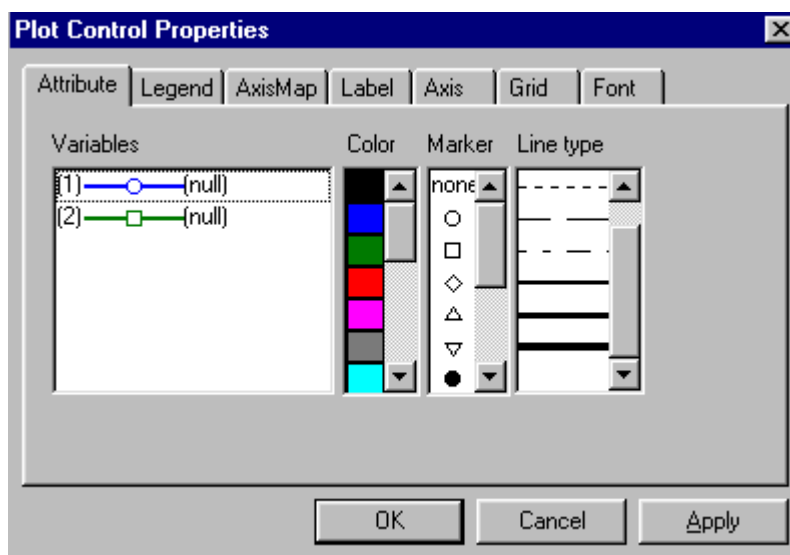 Plot Control Properties
Attribute Legend AxisMap Label Axis Grid Font
Variables Color Marker Line type
(1) (null)
(2) (null)
none
OK Cancel Apply